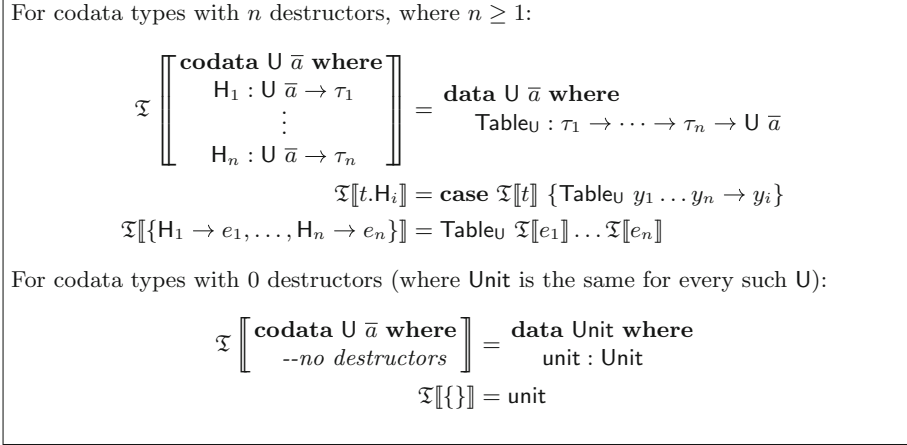 For codata types with n destructors, where n ≥ 1:
𝔗 ⟦ codata U a̅ where
H₁ : U a̅ → τ₁
⋮
Hₙ : U a̅ → τₙ ⟧ = data U a̅ where
Table_U : τ₁ → ⋯ → τₙ → U a̅
𝔗⟦t.Hᵢ⟧ = case 𝔗⟦t⟧ {Table_U y₁ … yₙ → yᵢ}
𝔗⟦{H₁ → e₁, …, Hₙ → eₙ}⟧ = Table_U 𝔗⟦e₁⟧ … 𝔗⟦eₙ⟧
For codata types with 0 destructors (where Unit is the same for every such U):
𝔗 ⟦ codata U a̅ where
--no destructors ⟧ = data Unit where
unit : Unit
𝔗⟦{}⟧ = unit